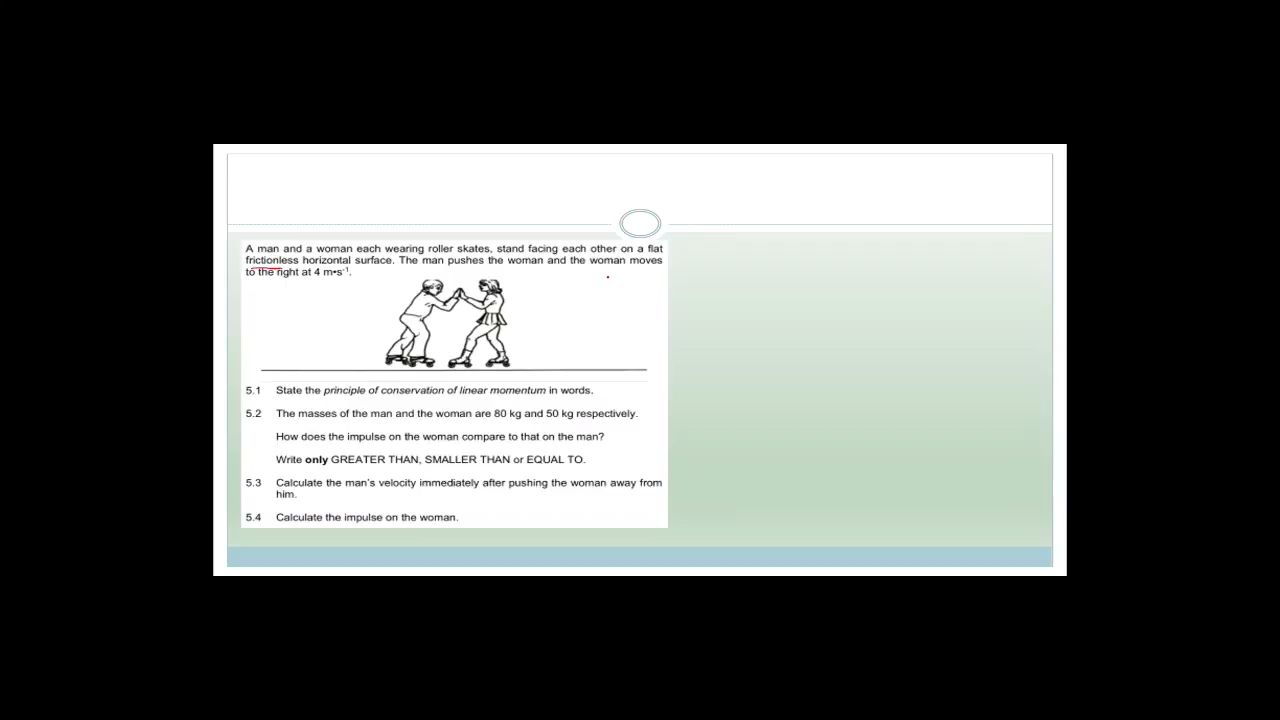 A man and a woman each wearing roller skates, stand facing each other on a flat
frictionless horizontal surface. The man pushes the woman and the woman moves
to the right at 4 m•s⁻¹.
5.1 State the principle of conservation of linear momentum in words.
5.2 The masses of the man and the woman are 80 kg and 50 kg respectively.
How does the impulse on the woman compare to that on the man?
Write only GREATER THAN, SMALLER THAN or EQUAL TO.
5.3 Calculate the man's velocity immediately after pushing the woman away from
him.
5.4 Calculate the impulse on the woman.